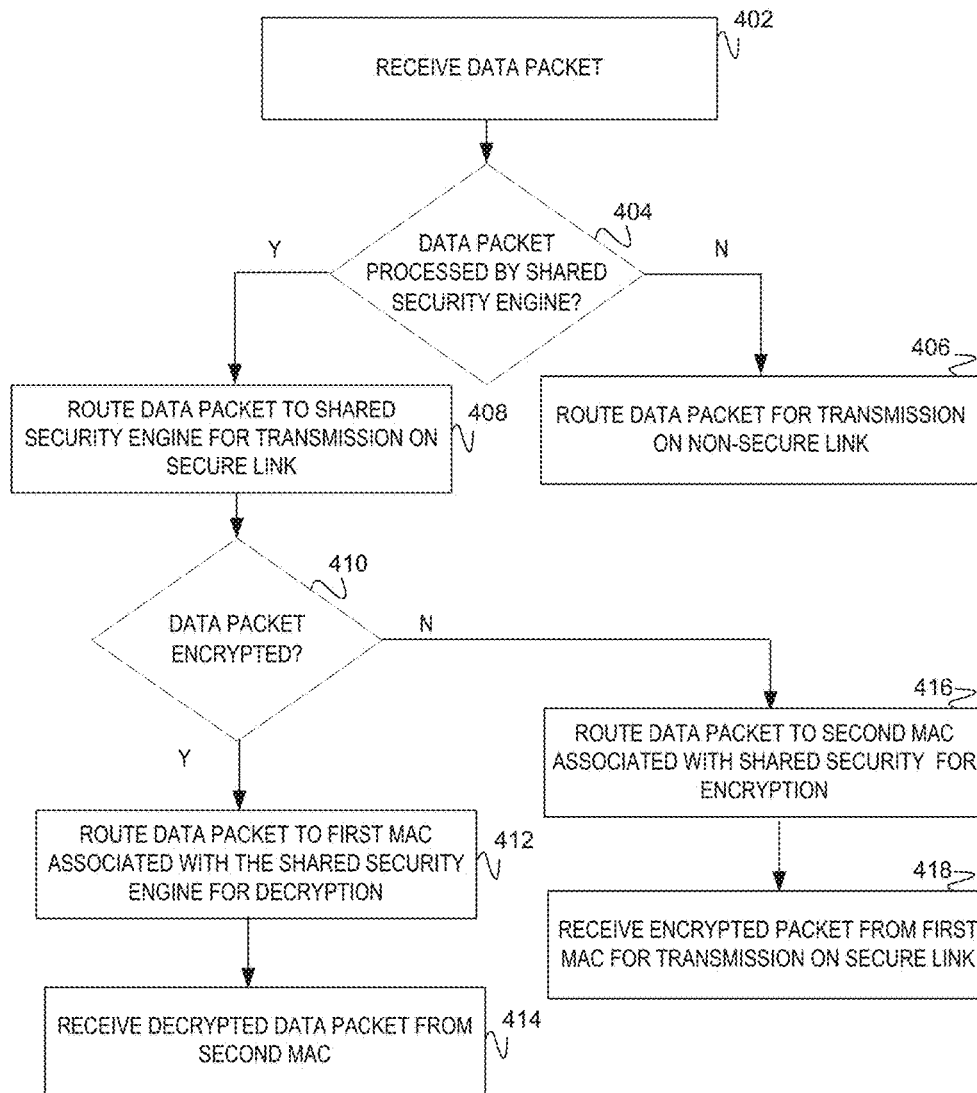 402
RECEIVE DATA PACKET
404
Y
DATA PACKET
PROCESSED BY SHARED
SECURITY ENGINE?
N
406
ROUTE DATA PACKET TO SHARED
SECURITY ENGINE FOR TRANSMISSION ON
SECURE LINK
408
ROUTE DATA PACKET FOR TRANSMISSION
ON NON-SECURE LINK
410
DATA PACKET
ENCRYPTED?
N
Y
416
ROUTE DATA PACKET TO SECOND MAC
ASSOCIATED WITH SHARED SECURITY FOR
ENCRYPTION
ROUTE DATA PACKET TO FIRST MAC
ASSOCIATED WITH THE SHARED SECURITY
ENGINE FOR DECRYPTION
412
418
RECEIVE ENCRYPTED PACKET FROM FIRST
MAC FOR TRANSMISSION ON SECURE LINK
RECEIVE DECRYPTED DATA PACKET FROM
SECOND MAC
414